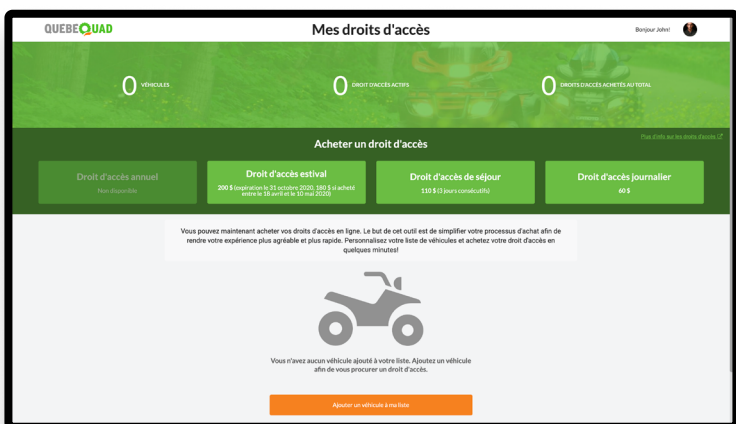 QUEBEQUAD
Mes droits d'accès
Bonjour John!
0 VÉHICULES
0 DROIT D'ACCÈS ACTIFS
0 DROITS D'ACCÈS ACHETÉS AU TOTAL
Plus d'info sur les droits d'accès
Acheter un droit d'accès
Droit d'accès annuel
Non disponible
Droit d'accès estival
200 $ (expiration le 31 octobre 2020, 180 $ si acheté
entre le 18 avril et le 10 mai 2020)
Droit d'accès de séjour
110 $ (3 jours consécutifs)
Droit d'accès journalier
60 $
Vous pouvez maintenant acheter vos droits d'accès en ligne. Le but de cet outil est de simplifier votre processus d'achat afin de
rendre votre expérience plus agréable et plus rapide. Personnalisez votre liste de véhicules et achetez votre droit d'accès en
quelques minutes!
Vous n'avez aucun véhicule ajouté à votre liste. Ajoutez un véhicule
afin de vous procurer un droit d'accès.
Ajouter un véhicule à ma liste